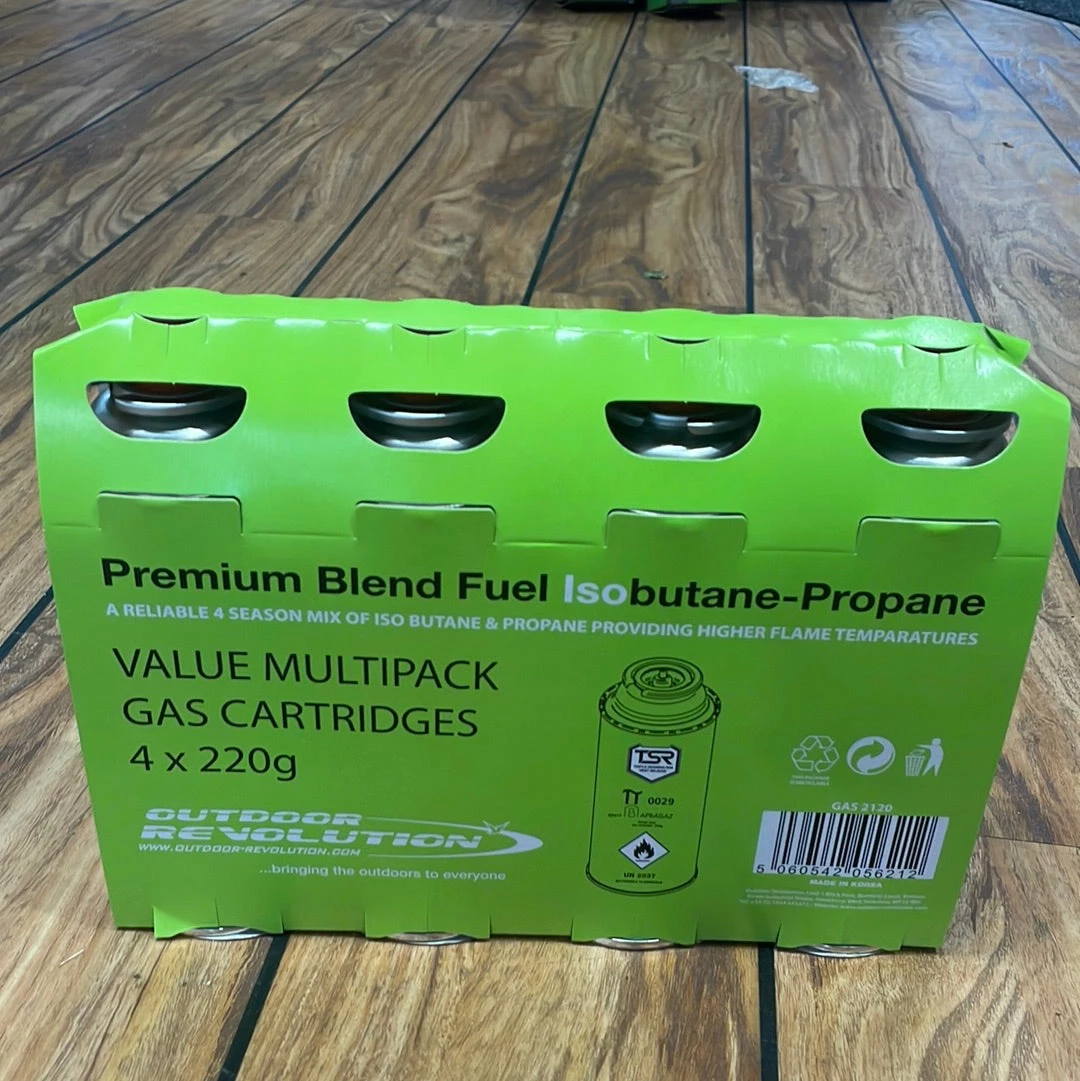 Premium Blend Fuel Isobutane-Propane
A RELIABLE 4 SEASON MIX OF ISO BUTANE & PROPANE PROVIDING HIGHER FLAME TEMPARATURES
VALUE MULTIPACK
GAS CARTRIDGES
4 x 220g
OUTDOOR
REVOLUTION
WWW.OUTDOOR-REVOLUTION.COM
...bringing the outdoors to everyone
TSR
0029
APRAGAZ
UN 2037
GAS 2120
5 060542 056212
MADE IN KOREA